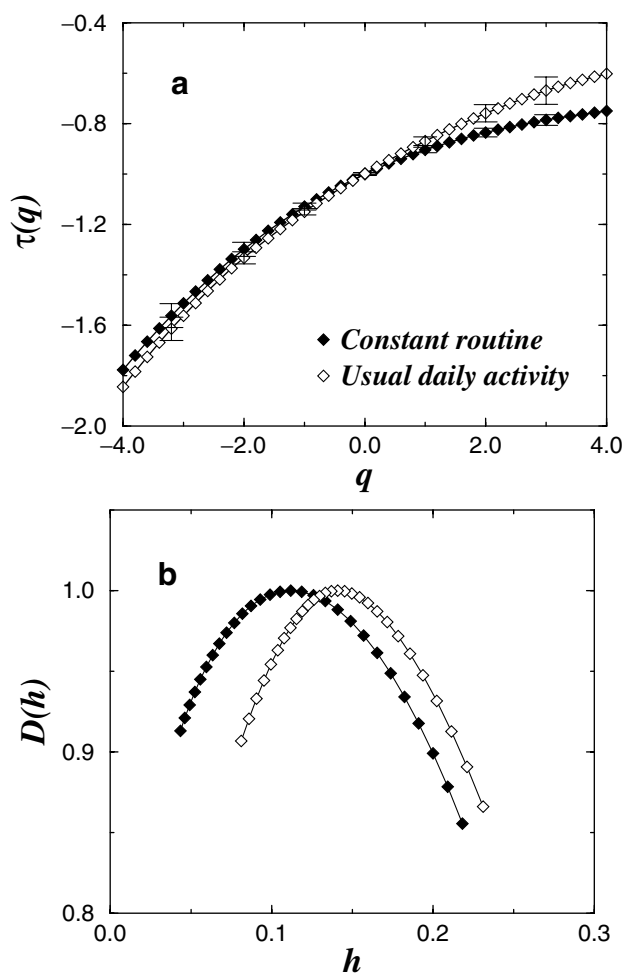 −0.4
a
−0.8
−1.2
τ(q)
−1.6
Constant routine
Usual daily activity
−2.0
−4.0 −2.0 0.0 2.0 4.0
q
b
1.0
D(h)
0.9
0.8
0.0 0.1 0.2 0.3
h